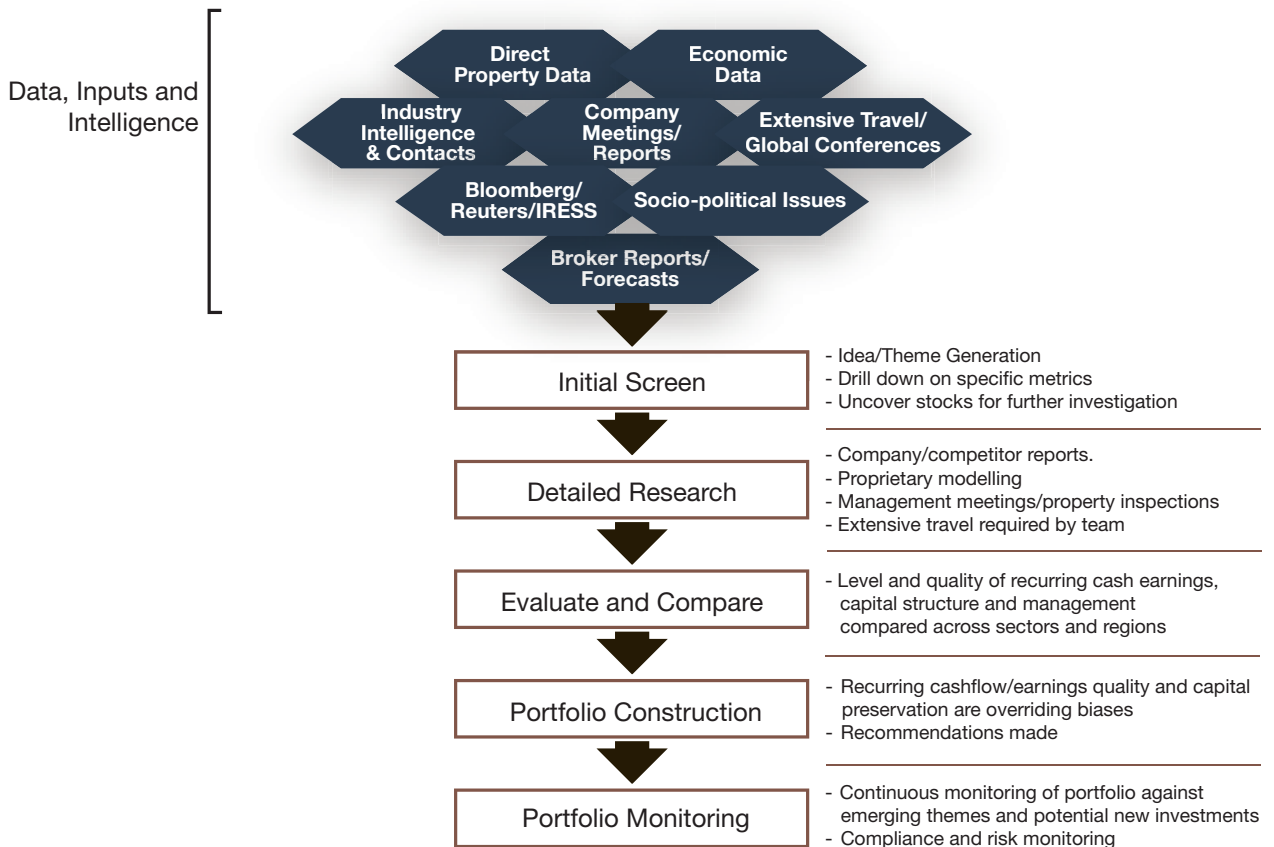 Data, Inputs and
Intelligence
Direct
Property Data
Economic
Data
Industry
Intelligence
& Contacts
Company
Meetings/
Reports
Extensive Travel/
Global Conferences
Bloomberg/
Reuters/IRESS
Socio-political Issues
Broker Reports/
Forecasts
Initial Screen
- Idea/Theme Generation
- Drill down on specific metrics
- Uncover stocks for further investigation
Detailed Research
- Company/competitor reports.
- Proprietary modelling
- Management meetings/property inspections
- Extensive travel required by team
Evaluate and Compare
- Level and quality of recurring cash earnings,
capital structure and management
compared across sectors and regions
Portfolio Construction
- Recurring cashflow/earnings quality and capital
preservation are overriding biases
- Recommendations made
Portfolio Monitoring
- Continuous monitoring of portfolio against
emerging themes and potential new investments
- Compliance and risk monitoring